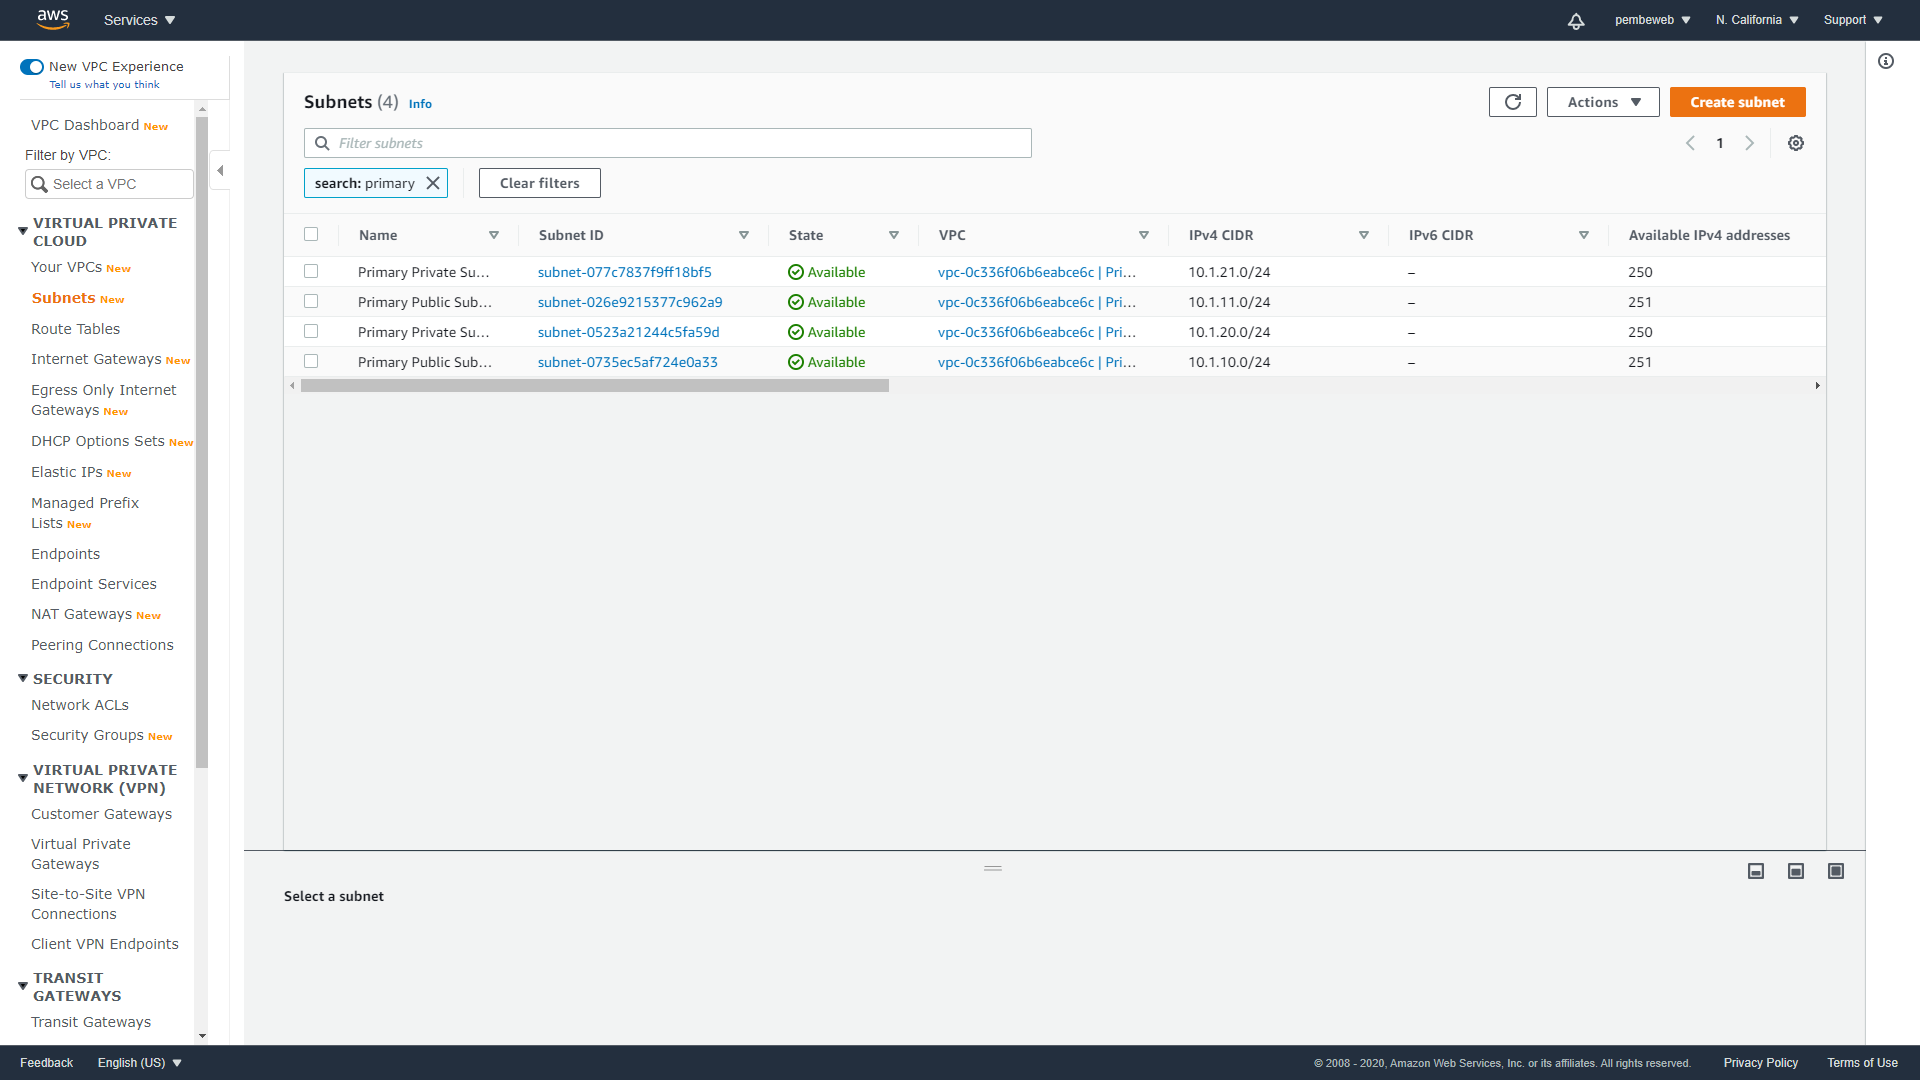 aws
Services
pembeweb
N. California
Support
New VPC Experience
Tell us what you think
VPC Dashboard New
Filter by VPC:
Select a VPC
VIRTUAL PRIVATE
CLOUD
Your VPCs New
Subnets New
Route Tables
Internet Gateways New
Egress Only Internet
Gateways New
DHCP Options Sets New
Elastic IPs New
Managed Prefix
Lists New
Endpoints
Endpoint Services
NAT Gateways New
Peering Connections
SECURITY
Network ACLs
Security Groups New
VIRTUAL PRIVATE
NETWORK (VPN)
Customer Gateways
Virtual Private
Gateways
Site-to-Site VPN
Connections
Client VPN Endpoints
TRANSIT
GATEWAYS
Transit Gateways
Subnets (4) Info
Actions
Create subnet
Filter subnets
1
search: primary
Clear filters
Name Subnet ID State VPC IPv4 CIDR IPv6 CIDR Available IPv4 addresses
Primary Private Su... subnet-077c7837f9ff18bf5 Available vpc-0c336f06b6eabce6c | Pri... 10.1.21.0/24 – 250
Primary Public Sub... subnet-026e9215377c962a9 Available vpc-0c336f06b6eabce6c | Pri... 10.1.11.0/24 – 251
Primary Private Su... subnet-0523a21244c5fa59d Available vpc-0c336f06b6eabce6c | Pri... 10.1.20.0/24 – 250
Primary Public Sub... subnet-0735ec5af724e0a33 Available vpc-0c336f06b6eabce6c | Pri... 10.1.10.0/24 – 251
Select a subnet
Feedback
English (US)
© 2008 - 2020, Amazon Web Services, Inc. or its affiliates. All rights reserved.
Privacy Policy
Terms of Use